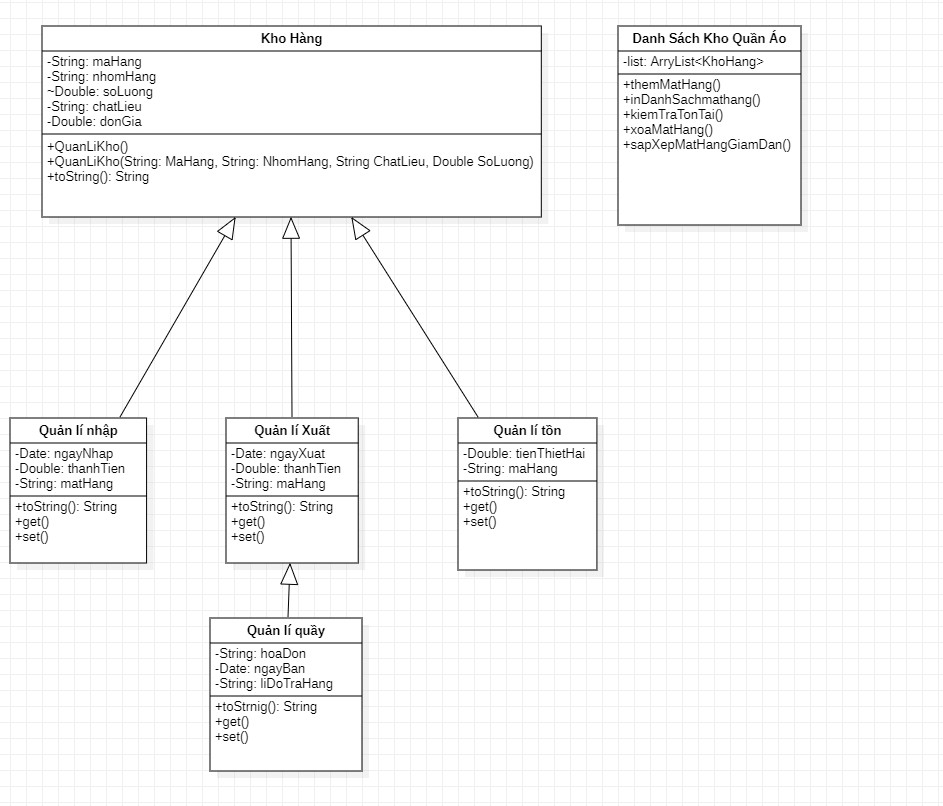 Kho Hàng
-String: maHang
-String: nhomHang
~Double: soLuong
-String: chatLieu
-Double: donGia
+QuanLiKho()
+QuanLiKho(String: MaHang, String: NhomHang, String ChatLieu, Double SoLuong)
+toString(): String
Danh Sách Kho Quần Áo
-list: ArryList<KhoHang>
+themMatHang()
+inDanhSachmathang()
+kiemTraTonTai()
+xoaMatHang()
+sapXepMatHangGiamDan()
Quản lí nhập
-Date: ngayNhap
-Double: thanhTien
-String: matHang
+toString(): String
+get()
+set()
Quản lí Xuất
-Date: ngayXuat
-Double: thanhTien
-String: maHang
+toString(): String
+get()
+set()
Quản lí tồn
-Double: tienThietHai
-String: maHang
+toString(): String
+get()
+set()
Quản lí quầy
-String: hoaDon
-Date: ngayBan
-String: liDoTraHang
+toStrnig(): String
+get()
+set()